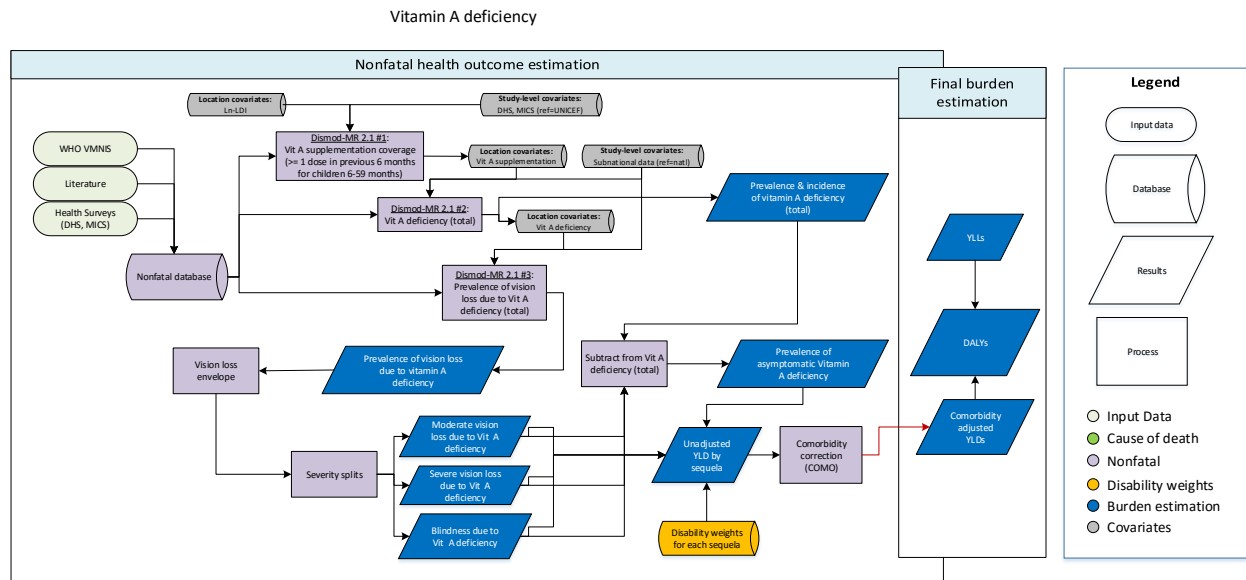 Vitamin A deficiency
Nonfatal health outcome estimation
Final burden
estimation
Legend
Input data
Database
Results
Process
Input Data
Cause of death
Nonfatal
Disability weights
Burden estimation
Covariates
Location covariates:
Ln-LDI
Study-level covariates:
DHS, MICS (ref=UNICEF)
WHO VMNIS
Literature
Health Surveys
(DHS, MICS)
Nonfatal database
Dismod-MR 2.1 #1:
Vit A supplementation coverage
(>= 1 dose in previous 6 months
for children 6-59 months)
Location covariates:
Vit A supplementation
Study-level covariates:
Subnational data (ref=natl)
Dismod-MR 2.1 #2:
Vit A deficiency (total)
Location covariates:
Vit A deficiency
Prevalence & incidence
of vitamin A deficiency
(total)
Dismod-MR 2.1 #3:
Prevalence of vision
loss due to Vit A
deficiency (total)
Vision loss
envelope
Prevalence of vision loss
due to vitamin A
deficiency
Subtract from Vit A
deficiency (total)
Prevalence of
asymptomatic Vitamin
A deficiency
Severity splits
Moderate vision
loss due to Vit A
deficiency
Severe vision loss
due to Vit A
deficiency
Blindness due to
Vit A deficiency
Unadjusted
YLD by
sequela
Comorbidity
correction
(COMO)
Disability weights
for each sequela
YLLs
DALYs
Comorbidity
adjusted
YLDs